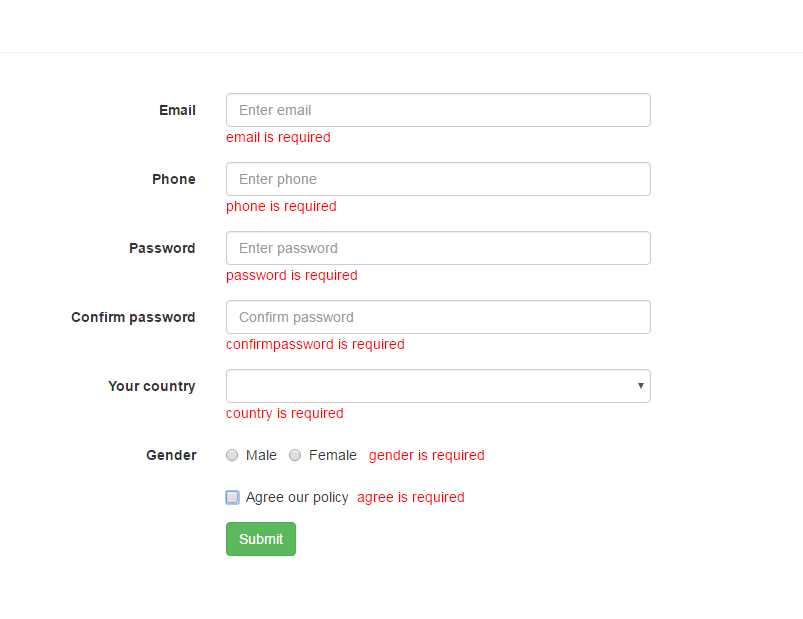 Email
Enter email
email is required
Phone
Enter phone
phone is required
Password
Enter password
password is required
Confirm password
Confirm password
confirmpassword is required
Your country
country is required
Gender Male Female gender is required
Agree our policy agree is required
Submit